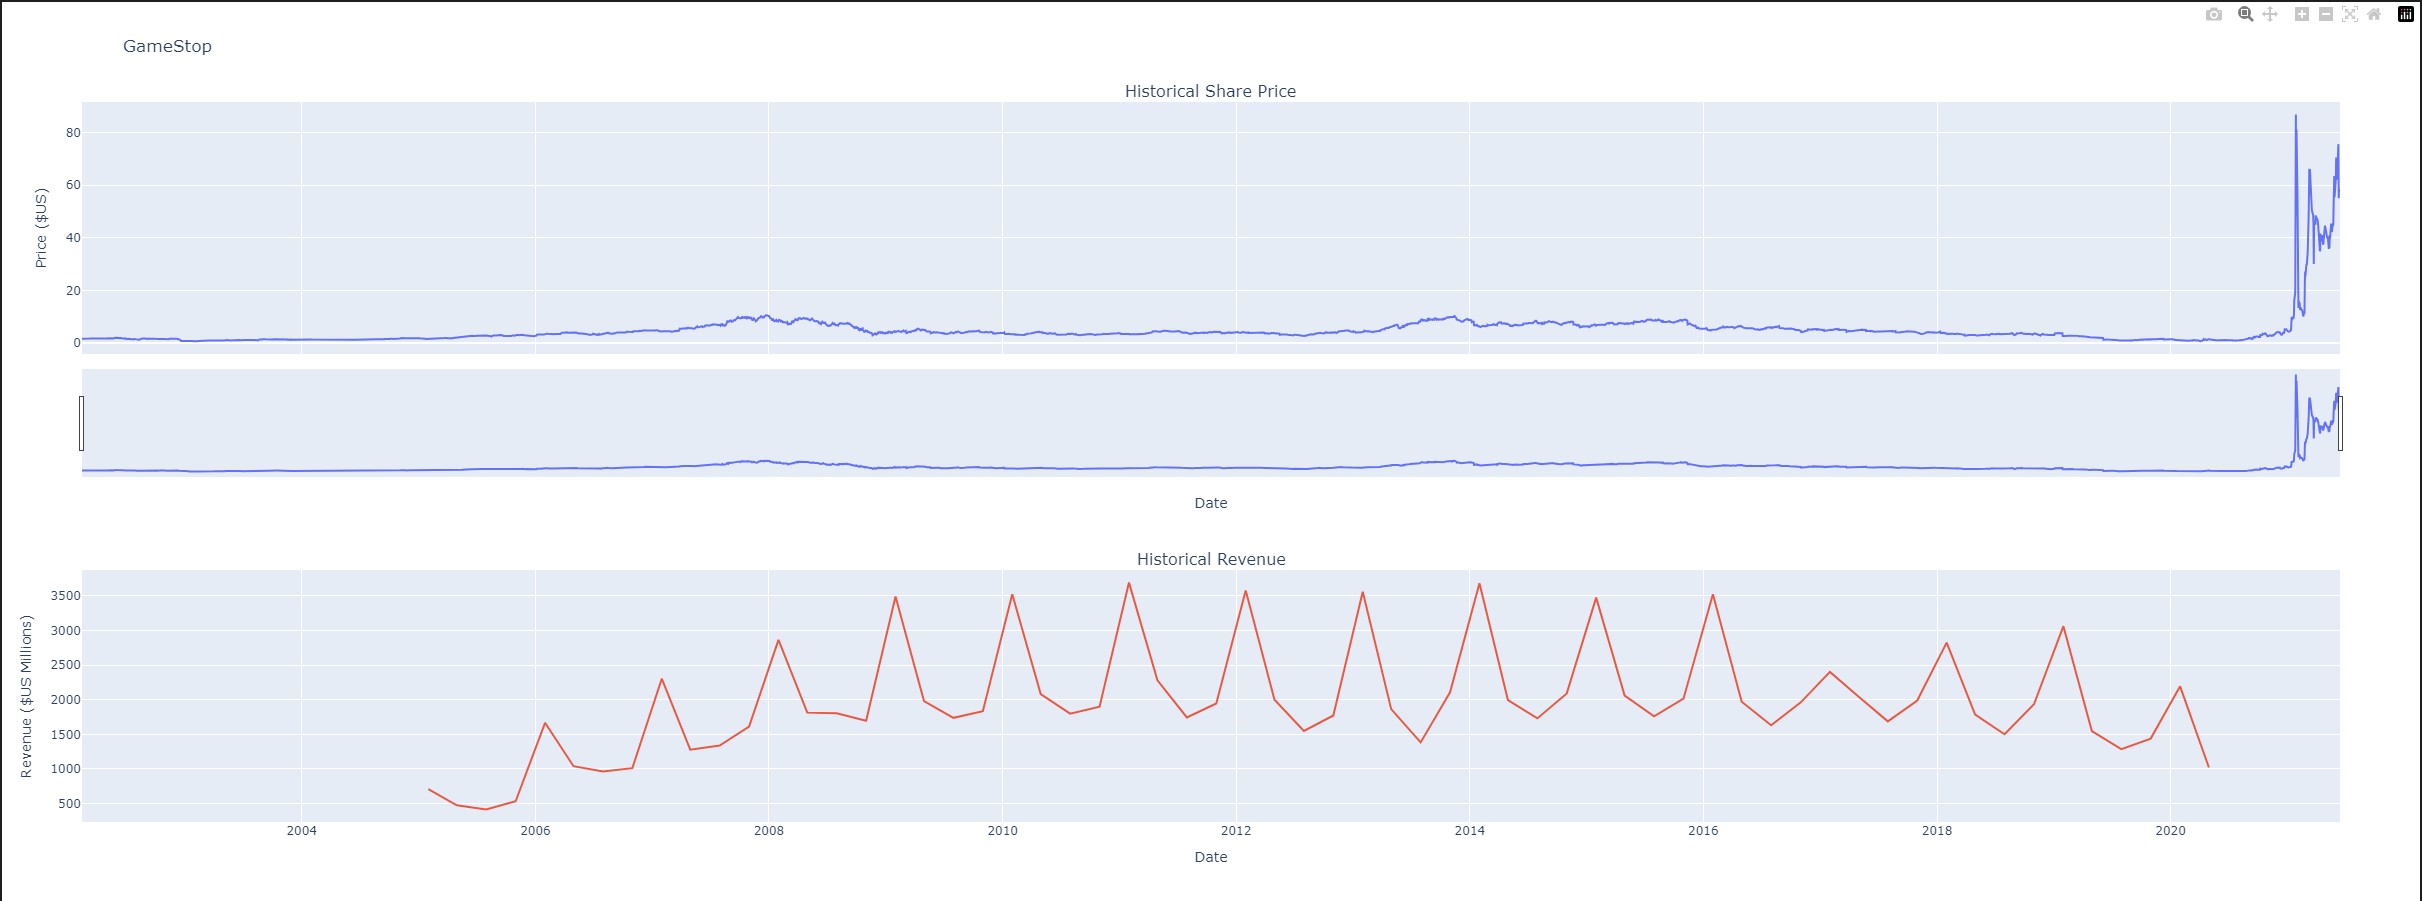 GameStop
Historical Share Price
80
60
40
20
0
Price ($US)
Date
Historical Revenue
3500
3000
2500
2000
1500
1000
500
Revenue ($US Millions)
2004 2006 2008 2010 2012 2014 2016 2018 2020
Date